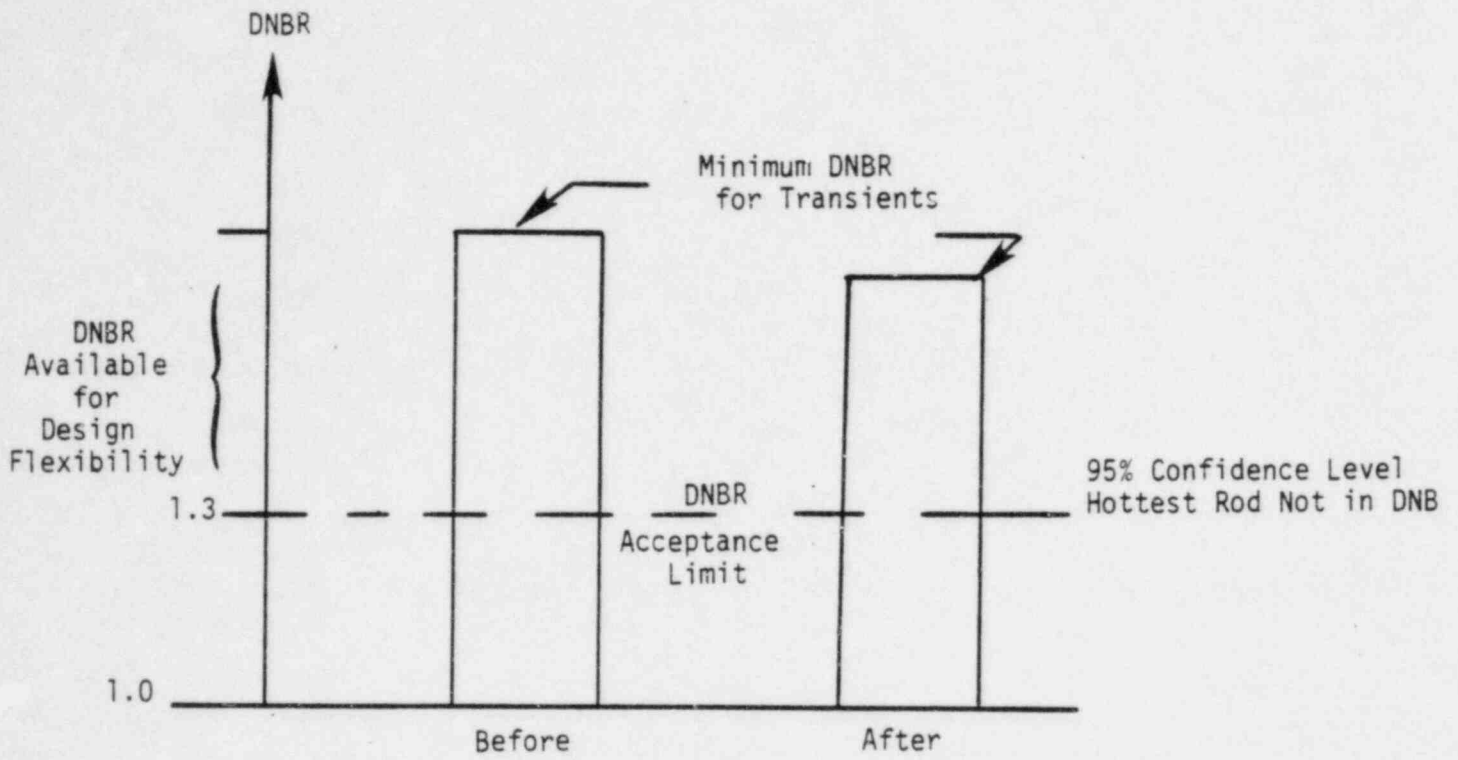 DNBR
Minimum DNBR
for Transients
DNBR
Available
for
Design
Flexibility
1.3
DNBR
Acceptance
Limit
95% Confidence Level
Hottest Rod Not in DNB
1.0
Before
After